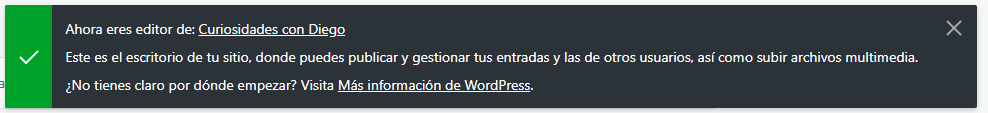 Ahora eres editor de: Curiosidades con Diego
Este es el escritorio de tu sitio, donde puedes publicar y gestionar tus entradas y las de otros usuarios, así como subir archivos multimedia.
¿No tienes claro por dónde empezar? Visita Más información de WordPress.